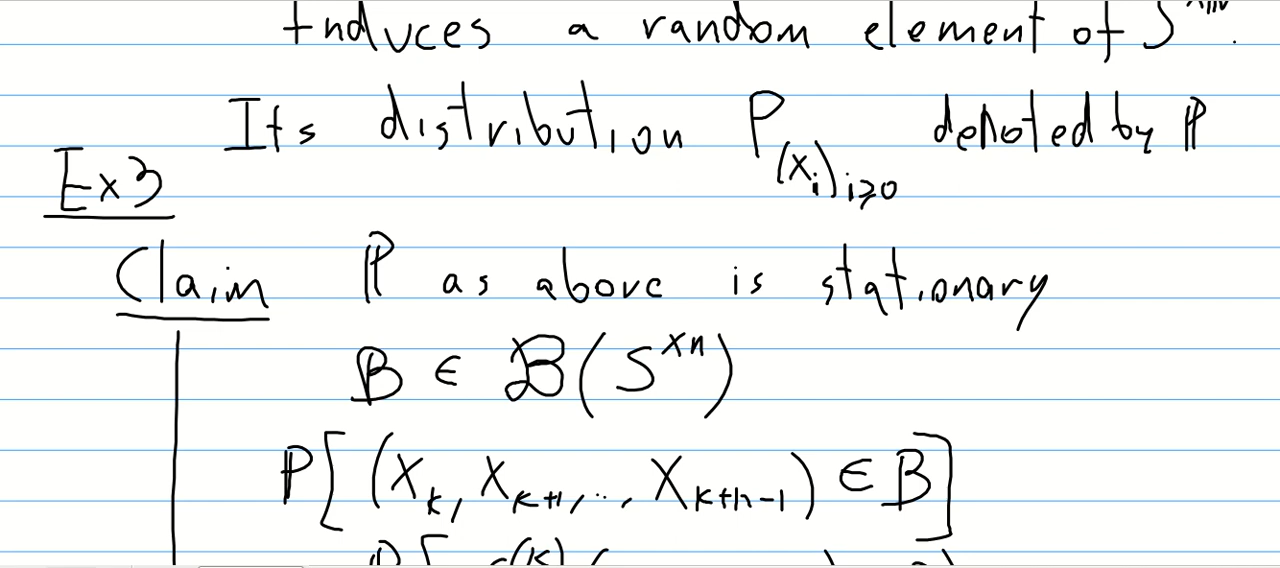 Induces a random element of S^{×ℕ}.
Its distribution P_{(X_i)_{i≥0}} denoted by ℙ
Ex3
Claim ℙ as above is stationary
B ∈ ℬ(S^{×n})
P[(X_k, X_{k+1}, ..., X_{k+n-1}) ∈ B]